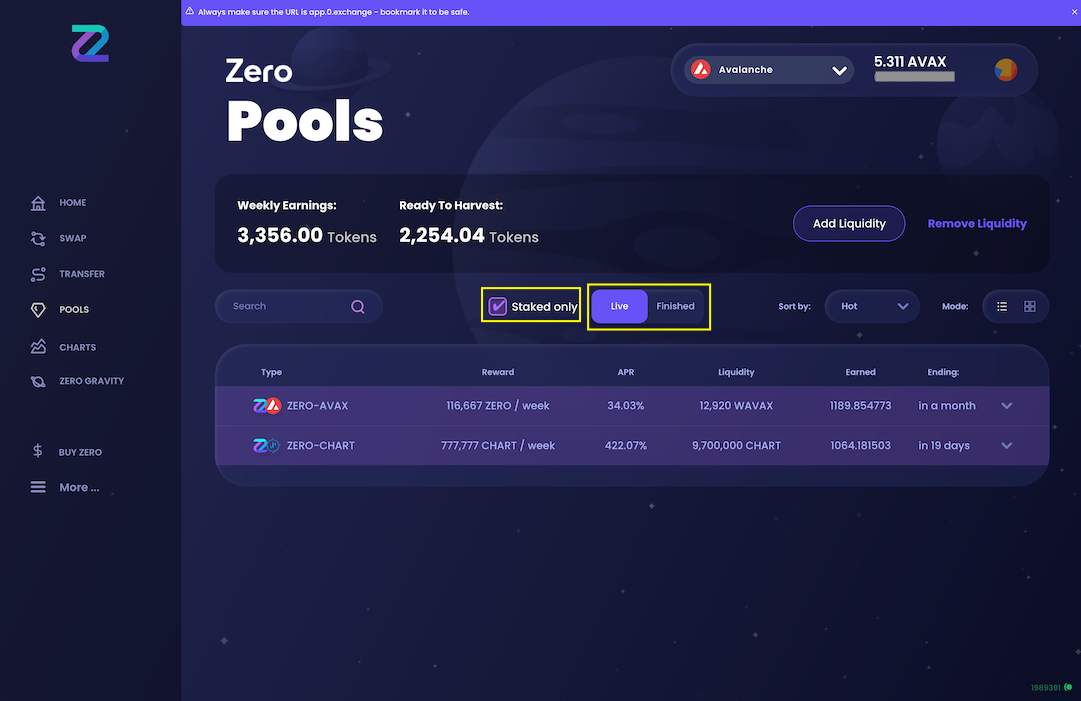 Always make sure the URL is app.0.exchange - bookmark it to be safe.
Zero
Pools
Avalanche
5.311 AVAX
HOME
SWAP
TRANSFER
POOLS
CHARTS
ZERO GRAVITY
BUY ZERO
More ...
Weekly Earnings: Ready To Harvest:
3,356.00 Tokens 2,254.04 Tokens
Add Liquidity Remove Liquidity
Search Staked only Live Finished Sort by: Hot Mode:
Type Reward APR Liquidity Earned Ending:
ZERO-AVAX 116,667 ZERO / week 34.03% 12,920 WAVAX 1189.854773 in a month
ZERO-CHART 777,777 CHART / week 422.07% 9,700,000 CHART 1064.181503 in 19 days
1989391